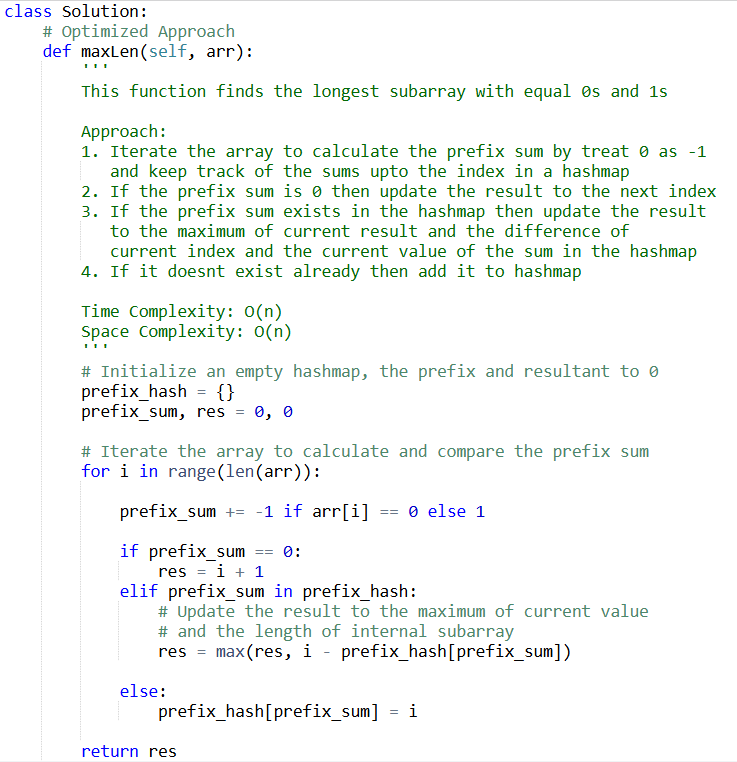 class Solution:
    # Optimized Approach
    def maxLen(self, arr):
        '''
        This function finds the longest subarray with equal 0s and 1s
        Approach:
        1. Iterate the array to calculate the prefix sum by treat 0 as -1
           and keep track of the sums upto the index in a hashmap
        2. If the prefix sum is 0 then update the result to the next index
        3. If the prefix sum exists in the hashmap then update the result
           to the maximum of current result and the difference of
           current index and the current value of the sum in the hashmap
        4. If it doesnt exist already then add it to hashmap
        Time Complexity: O(n)
        Space Complexity: O(n)
        '''
        # Initialize an empty hashmap, the prefix and resultant to 0
        prefix_hash = {}
        prefix_sum, res = 0, 0
        # Iterate the array to calculate and compare the prefix sum
        for i in range(len(arr)):
            prefix_sum += -1 if arr[i] == 0 else 1
            if prefix_sum == 0:
                res = i + 1
            elif prefix_sum in prefix_hash:
                # Update the result to the maximum of current value
                # and the length of internal subarray
                res = max(res, i - prefix_hash[prefix_sum])
            else:
                prefix_hash[prefix_sum] = i
        return res